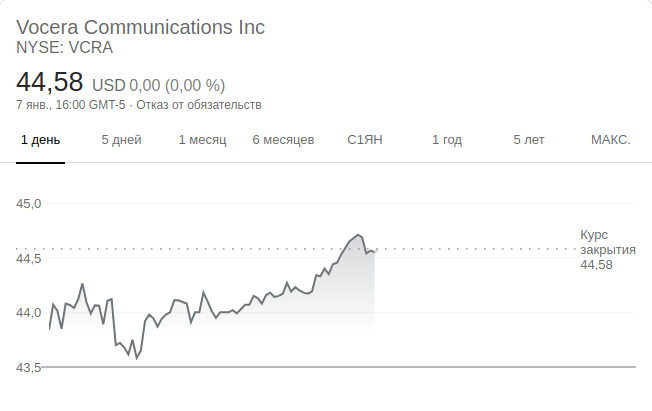 Vocera Communications Inc
NYSE: VCRA
44,58 USD 0,00 (0,00 %)
7 янв., 16:00 GMT-5 · Отказ от обязательств
1 день 5 дней 1 месяц 6 месяцев С1ЯН 1 год 5 лет МАКС.
45,0
Курс
закрытия
44,58
44,5
44,0
43,5